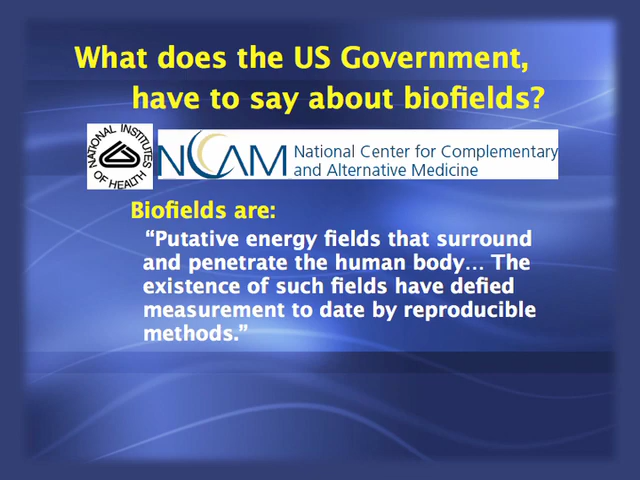 What does the US Government,
have to say about biofields?
NATIONAL INSTITUTES
OF HEALTH
NCCAM
National Center for Complementary
and Alternative Medicine
Biofields are:
“Putative energy fields that surround
and penetrate the human body… The
existence of such fields have defied
measurement to date by reproducible
methods.”